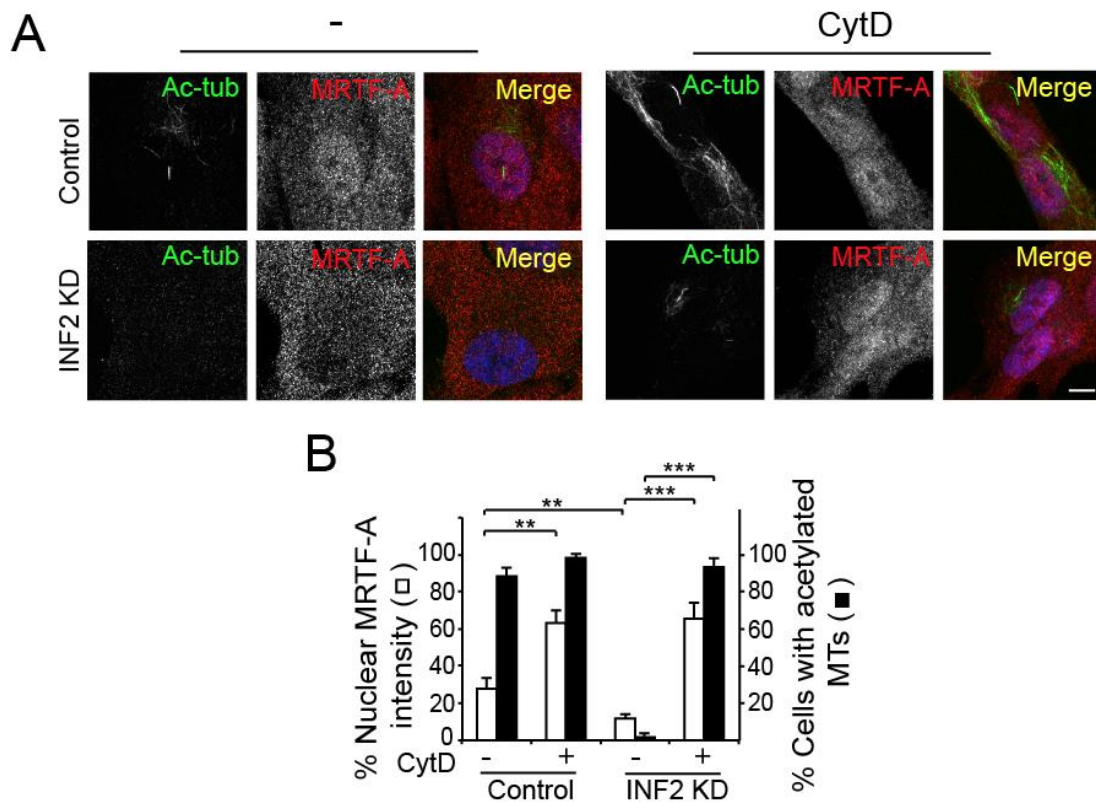 A
-
CytD
Ac-tub MRTF-A Merge Ac-tub MRTF-A Merge
Control
Ac-tub MRTF-A Merge Ac-tub MRTF-A Merge
INF2 KD
B
***
** ***
**
% Nuclear MRTF-A
intensity (□)
100 100
80 80
60 60
40 40
20 20
0
% Cells with acetylated
MTs (■)
CytD - + - +
Control INF2 KD